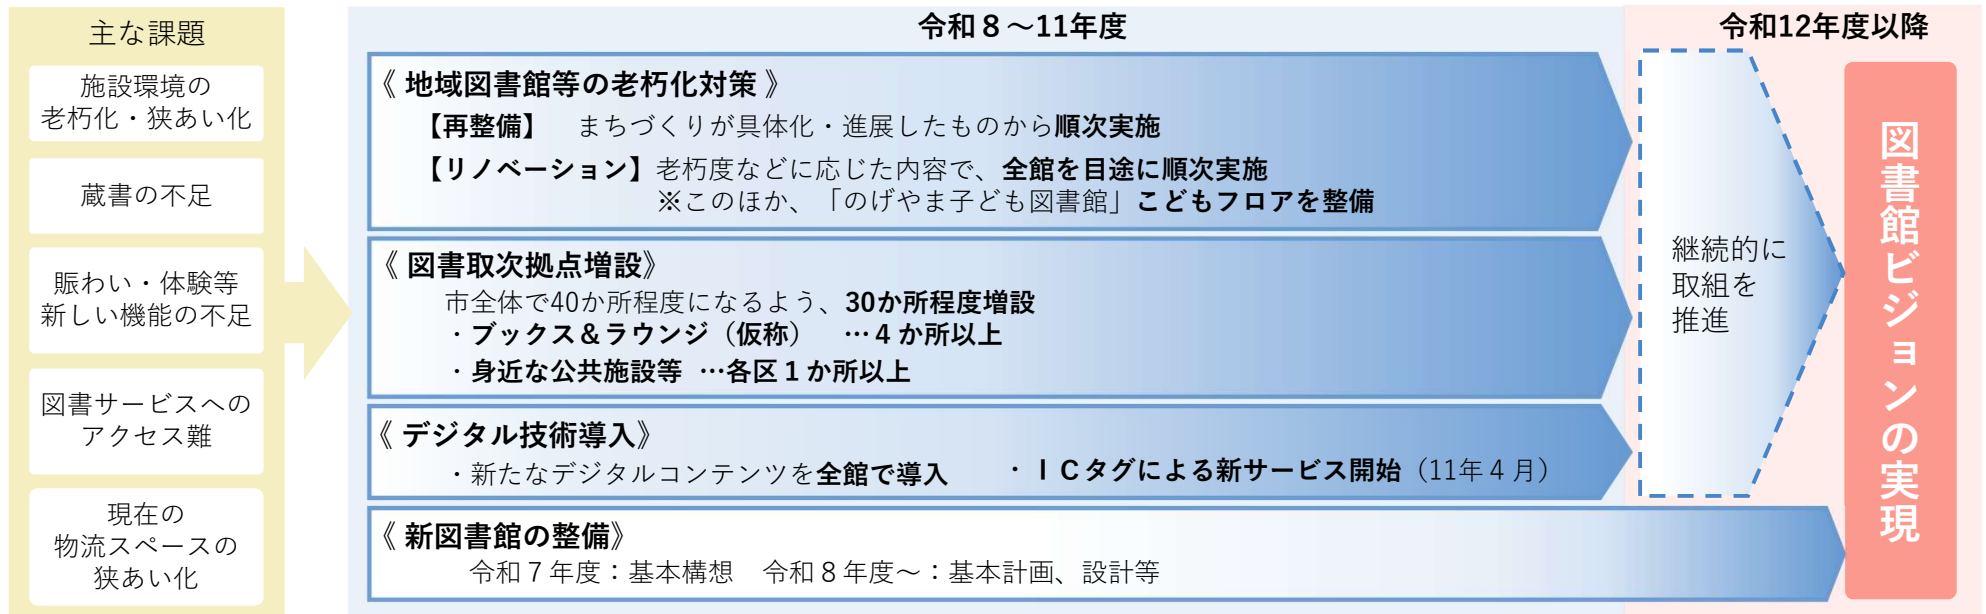 主な課題
施設環境の
老朽化・狭あい化
蔵書の不足
賑わい・体験等
新しい機能の不足
図書サービスへの
アクセス難
現在の
物流スペースの
狭あい化
令和８～11年度
《 地域図書館等の老朽化対策 》
【再整備】　まちづくりが具体化・進展したものから順次実施
【リノベーション】老朽度などに応じた内容で、全館を目途に順次実施
※このほか、「のげやま子ども図書館」こどもフロアを整備
《 図書取次拠点増設》
市全体で40か所程度になるよう、30か所程度増設
・ブックス＆ラウンジ（仮称）　…４か所以上
・身近な公共施設等 …各区１か所以上
《 デジタル技術導入》
・新たなデジタルコンテンツを全館で導入　・ＩＣタグによる新サービス開始（11年４月）
《 新図書館の整備》
令和７年度：基本構想　令和８年度～：基本計画、設計等
令和12年度以降
継続的に
取組を
推進
図書館ビジョンの実現